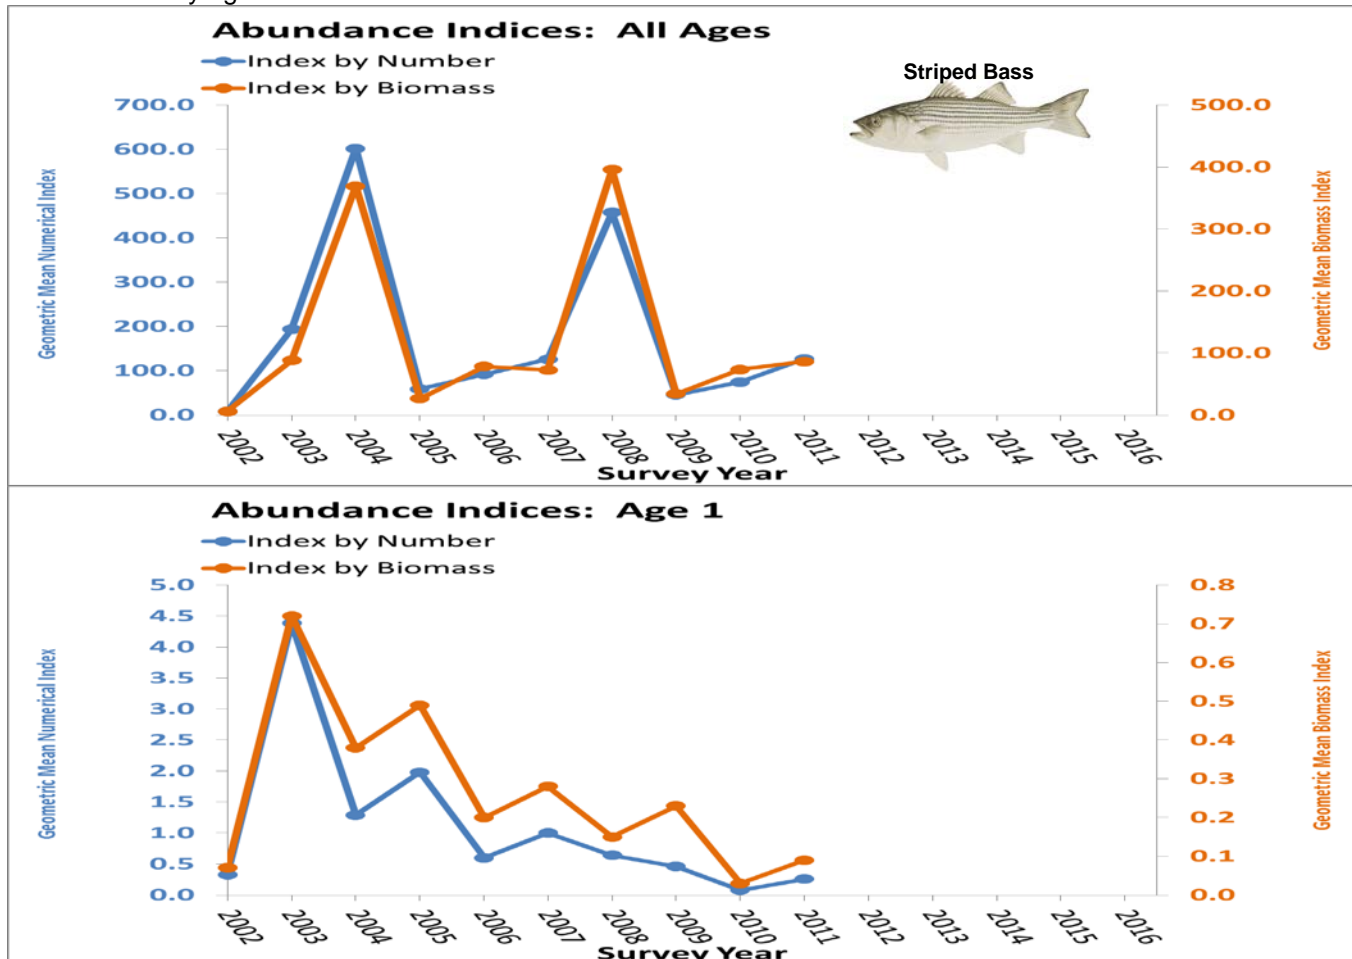 Abundance Indices: All Ages
Index by Number
Index by Biomass
Striped Bass
Geometric Mean Numerical Index
700.0
600.0
500.0
400.0
300.0
200.0
100.0
0.0
500.0
400.0
300.0
200.0
100.0
0.0
Geometric Mean Biomass Index
2002 2003 2004 2005 2006 2007 2008 2009 2010 2011 2012 2013 2014 2015 2016
Survey Year
Abundance Indices: Age 1
Index by Number
Index by Biomass
Geometric Mean Numerical Index
5.0
4.5
4.0
3.5
3.0
2.5
2.0
1.5
1.0
0.5
0.0
0.8
0.7
0.6
0.5
0.4
0.3
0.2
0.1
0.0
Geometric Mean Biomass Index
2002 2003 2004 2005 2006 2007 2008 2009 2010 2011 2012 2013 2014 2015 2016
Survey Year